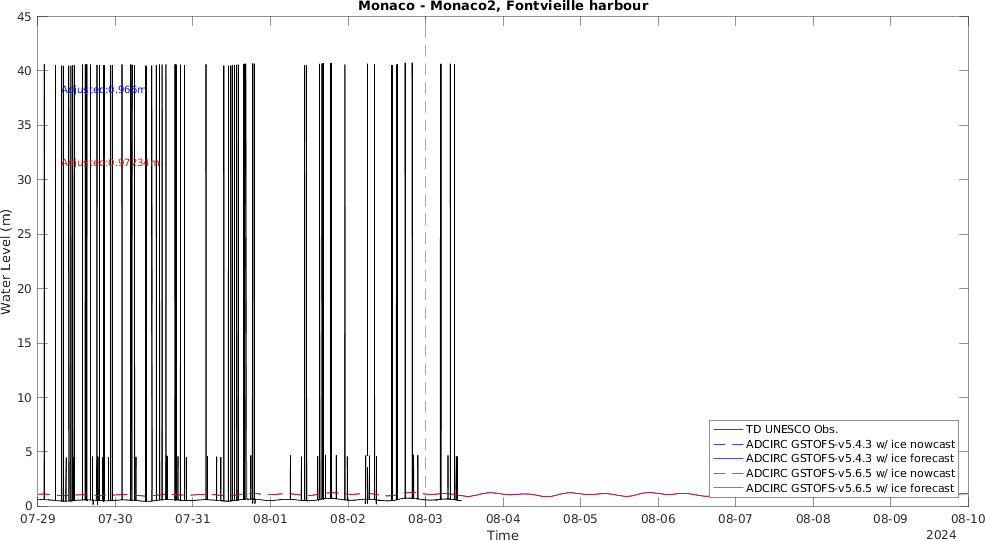 Monaco - Monaco2, Fontvieille harbour
45
40
35
30
25
20
15
10
5
0
Water Level (m)
Adjusted:0.966m
Adjusted:0.97234m
TD UNESCO Obs.
ADCIRC GSTOFS-v5.4.3 w/ ice nowcast
ADCIRC GSTOFS-v5.4.3 w/ ice forecast
ADCIRC GSTOFS-v5.6.5 w/ ice nowcast
ADCIRC GSTOFS-v5.6.5 w/ ice forecast
07-29 07-30 07-31 08-01 08-02 08-03 08-04 08-05 08-06 08-07 08-08 08-09 08-10
Time
2024